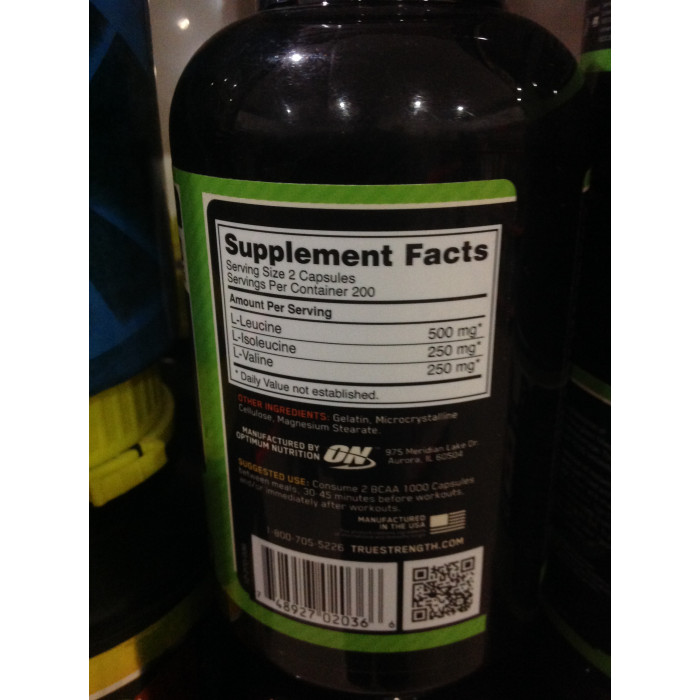 Supplement Facts
Serving Size 2 Capsules
Servings Per Container 200
Amount Per Serving
L-Leucine 500 mg*
L-Isoleucine 250 mg*
L-Valine 250 mg*
* Daily Value not established.
OTHER INGREDIENTS: Gelatin, Microcrystalline
Cellulose, Magnesium Stearate.
MANUFACTURED BY
OPTIMUM NUTRITION
ON
975 Meridian Lake Dr.
Aurora, IL 60504
SUGGESTED USE: Consume 2 BCAA 1000 Capsules
between meals, 30-45 minutes before workouts,
and/or immediately after workouts.
MANUFACTURED
IN THE USA
1-800-705-5226 TRUESTRENGTH.COM
7 48927 02036 6